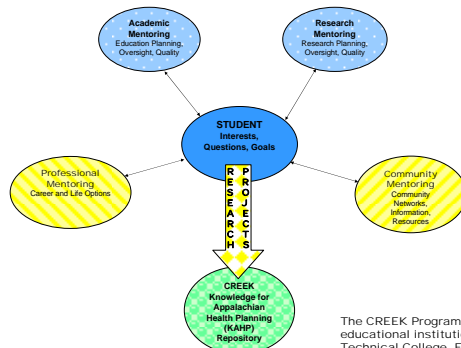 Academic
Mentoring
Education Planning,
Oversight, Quality
Research
Mentoring
Research Planning,
Oversight, Quality
STUDENT
Interests,
Questions, Goals
Professional
Mentoring
Career and Life Options
Community
Mentoring
Community
Networks,
Information,
Resources
RESEARCH
PROJECTS
CREEK
Knowledge for
Appalachian
Health Planning
(KAHP)
Repository
The CREEK Program
educational institutio
Technical College, F